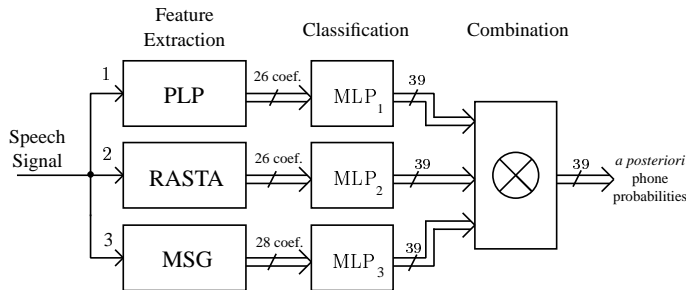 Feature
Extraction
Classification
Combination
Speech
Signal
1
PLP
26 coef.
MLP1
39
2
RASTA
26 coef.
MLP2
39
3
MSG
28 coef.
MLP3
39
39
a posteriori
phone
probabilities